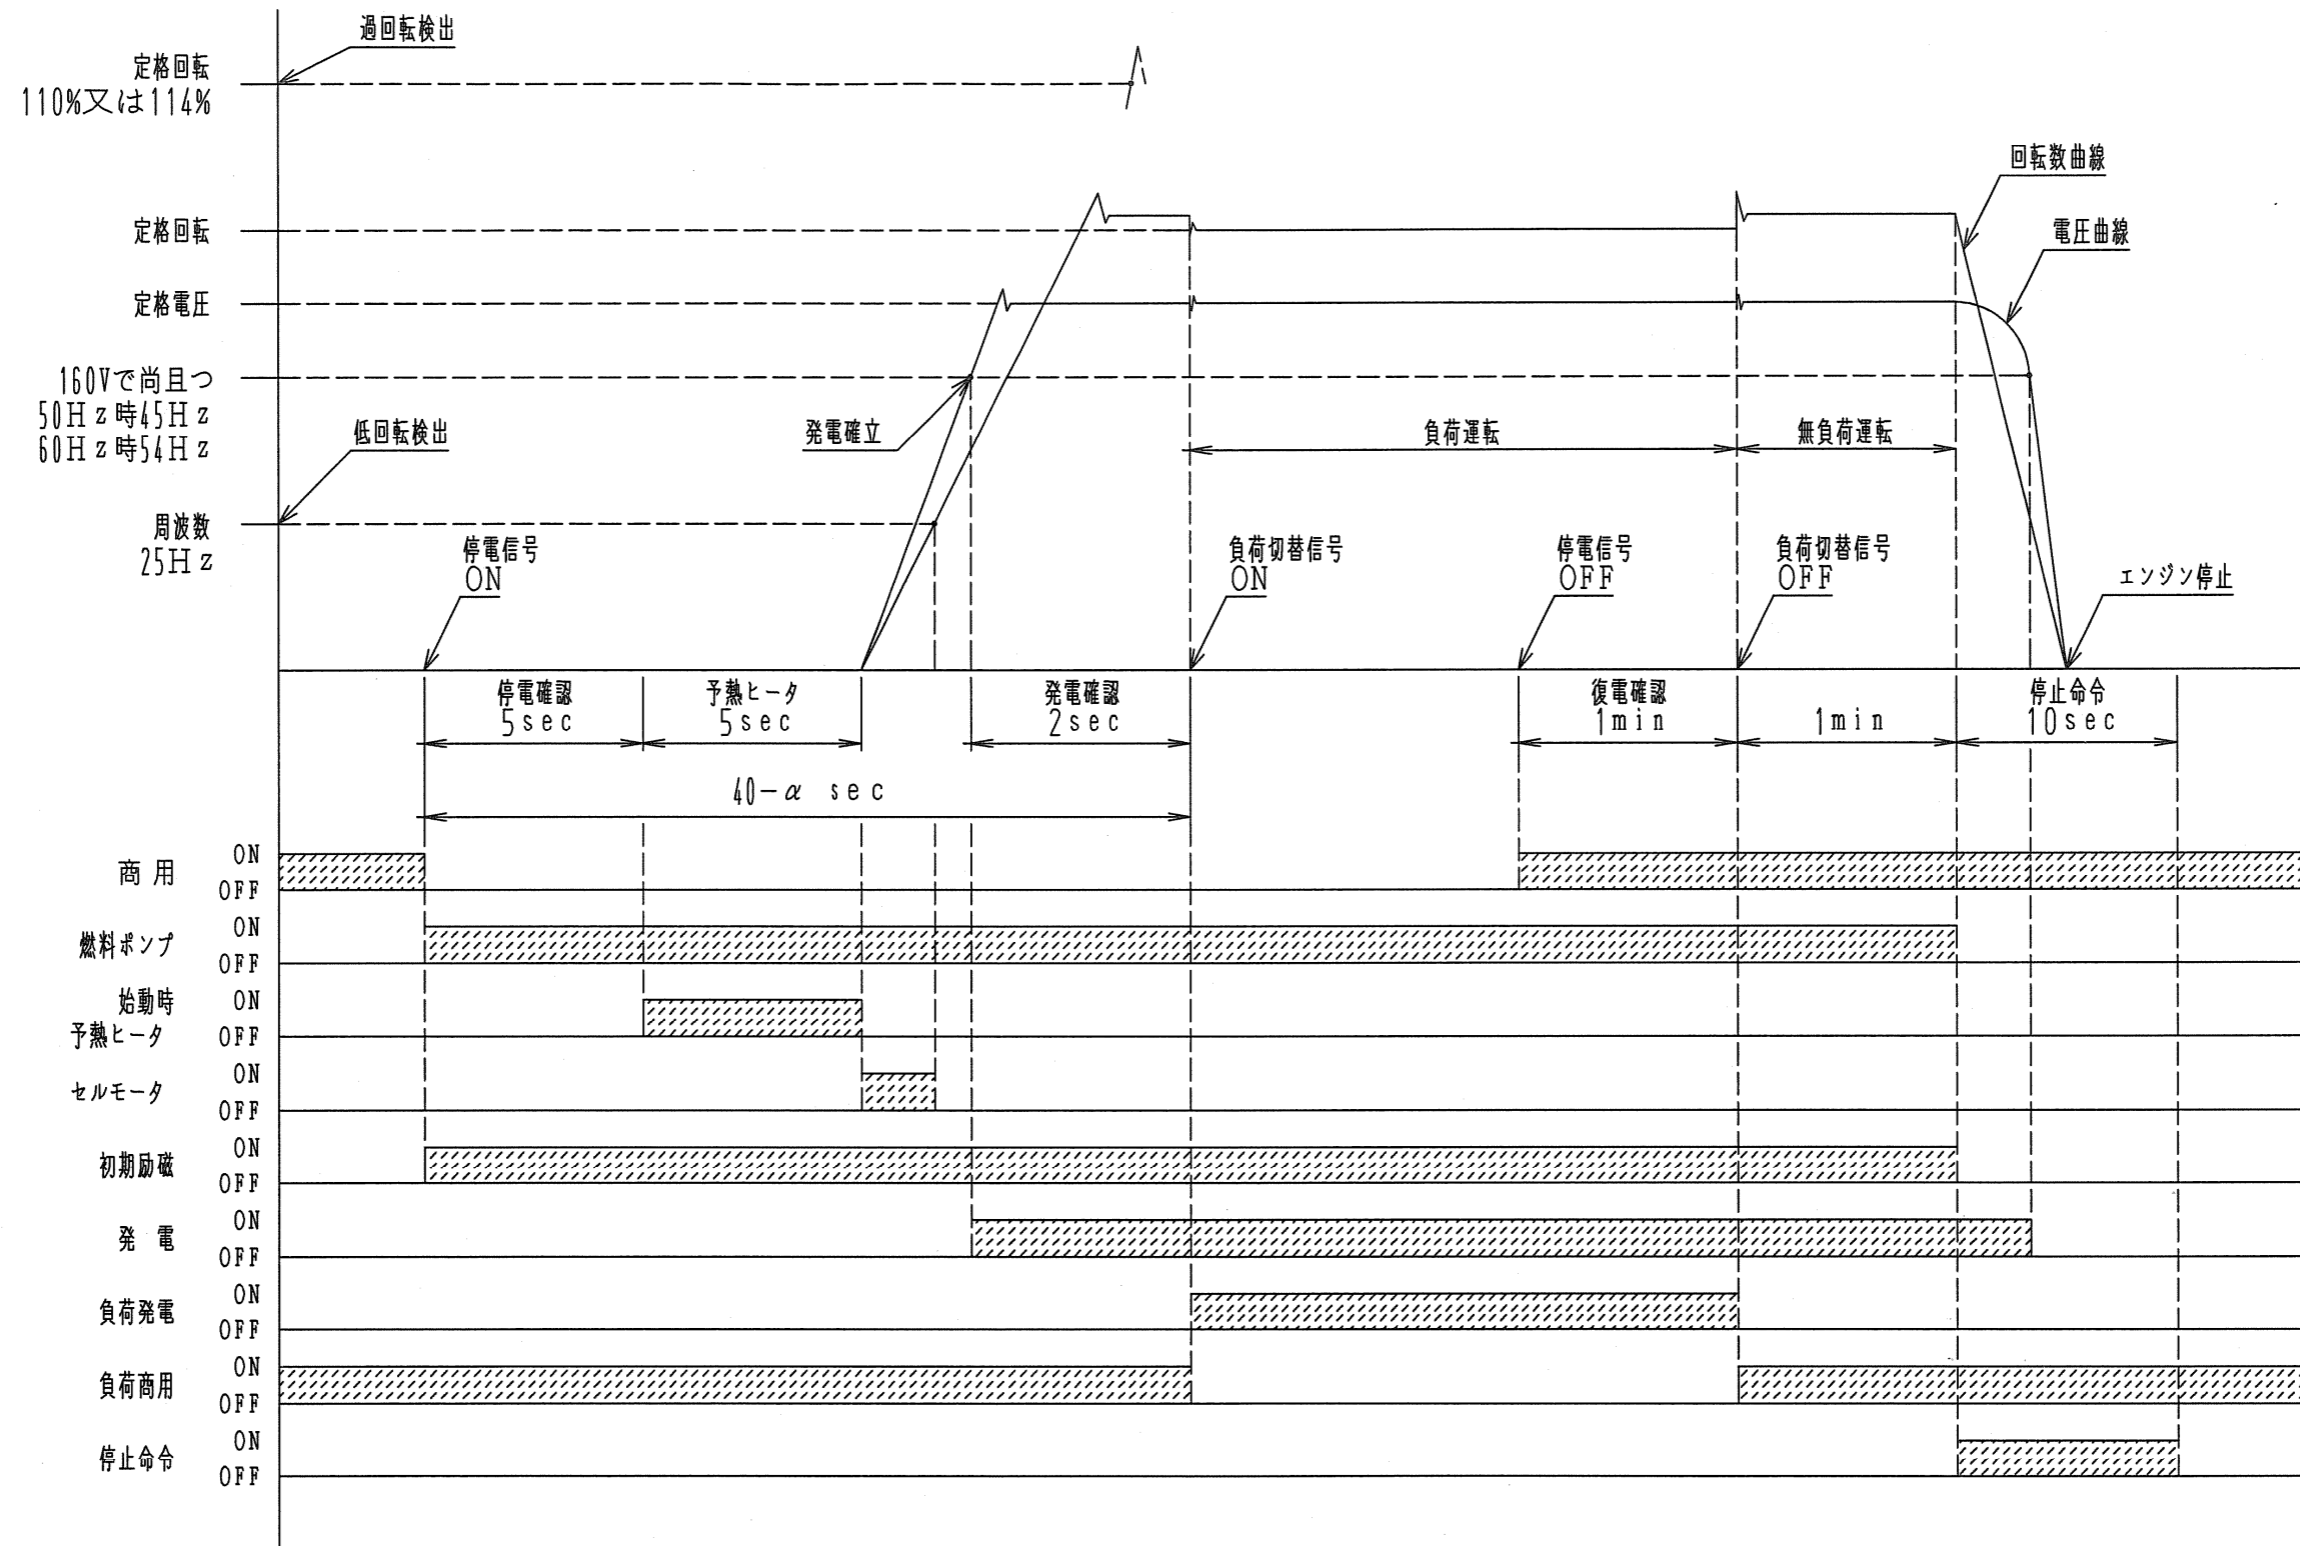 過回転検出
定格回転
110%又は114%
回転数曲線
定格回転
電圧曲線
定格電圧
160Vで尚且つ
50Hz時45Hz
60Hz時54Hz
低回転検出
発電確立
負荷運転
無負荷運転
周波数
25Hz
停電信号
ON
負荷切替信号
ON
停電信号
OFF
負荷切替信号
OFF
エンジン停止
停電確認
5sec
予熱ヒータ
5sec
発電確認
2sec
復電確認
1min
1min
停止命令
10sec
40-α sec
商用
ON
OFF
燃料ポンプ
ON
OFF
始動時
予熱ヒータ
ON
OFF
セルモータ
ON
OFF
初期励磁
ON
OFF
発電
ON
OFF
負荷発電
ON
OFF
負荷商用
ON
OFF
停止命令
ON
OFF